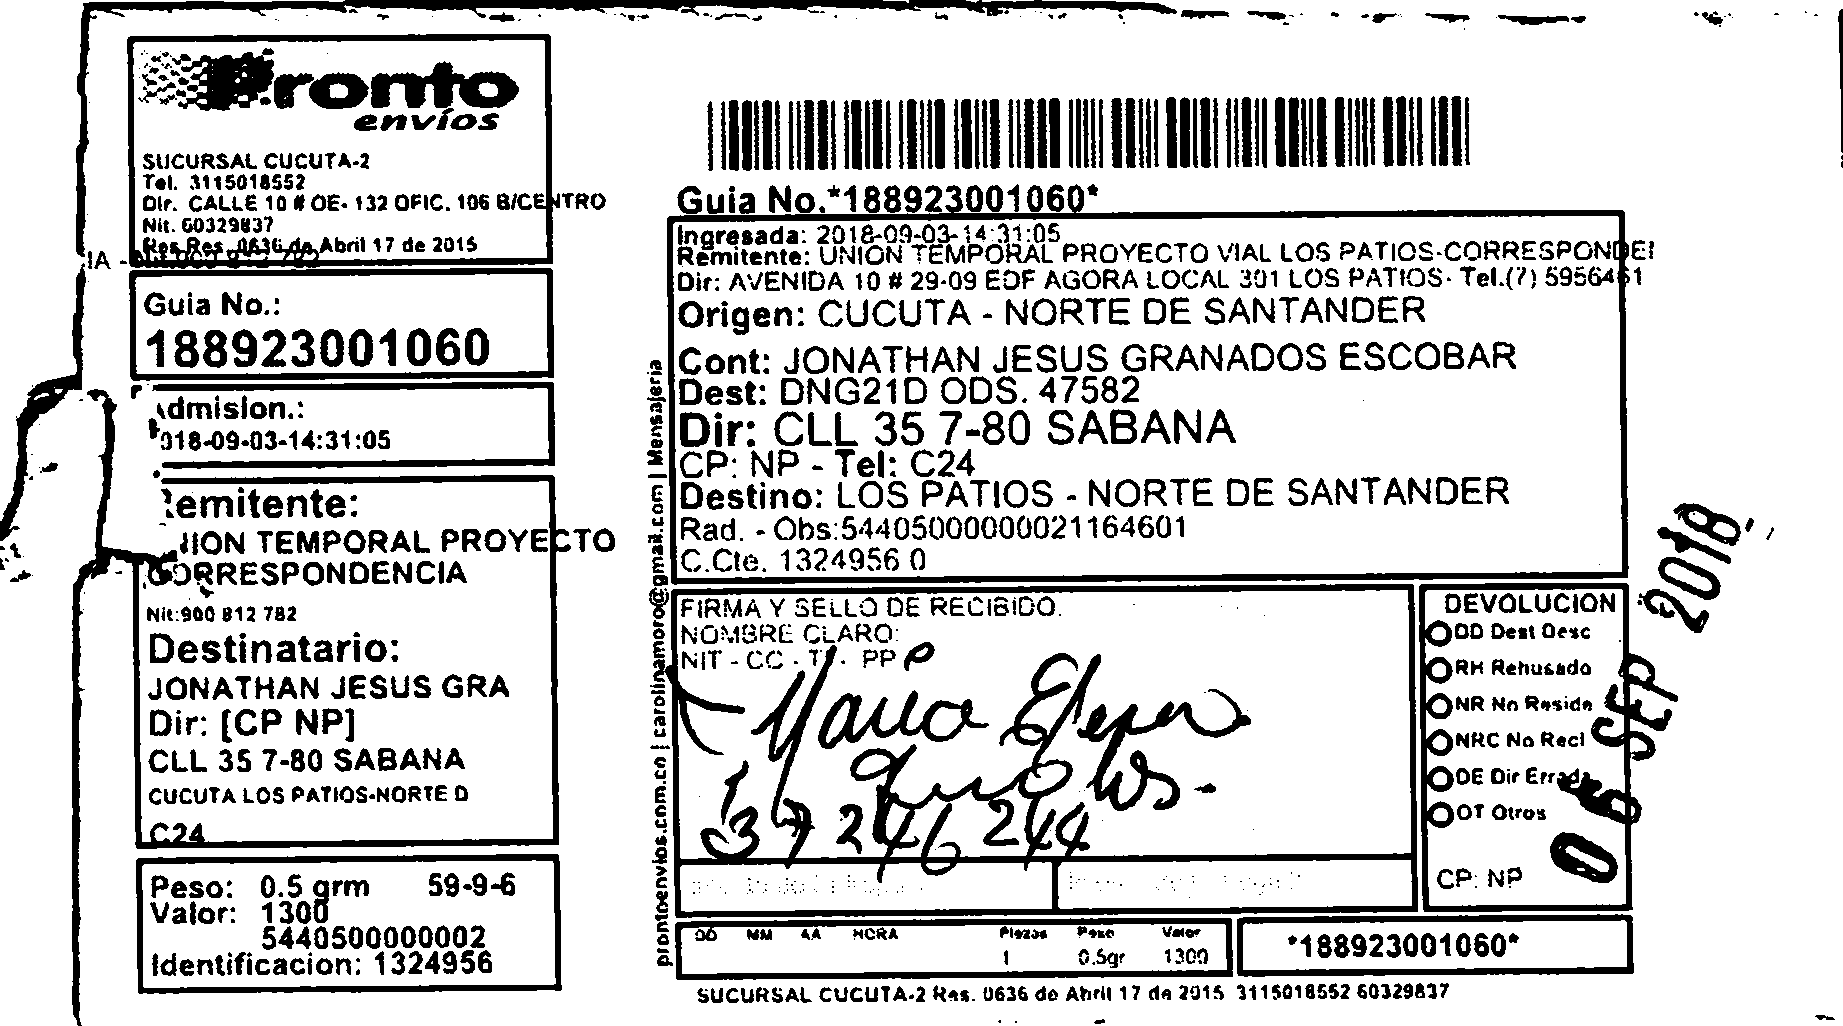 Pronto
envíos
SUCURSAL CUCUTA-2
Tel. 3115018552
Dir. CALLE 10 # OE- 132 OFIC. 106 B/CENTRO
Nit. 60329837
Res Res. 0636 de Abril 17 de 2015
IA -
Guia No.:
188923001060
Admision.:
2018-09-03-14:31:05
Remitente:
UNION TEMPORAL PROYECTO
CORRESPONDENCIA
Nit:900 812 782
Destinatario:
JONATHAN JESUS GRA
Dir: [CP NP]
CLL 35 7-80 SABANA
CUCUTA LOS PATIOS-NORTE D
C24
Peso: 0.5 grm 59-9-6
Valor: 1300
5440500000002
Identificacion: 1324956
prontoenvios.com.co | carolinamoro@gmail.com | Mensajeria
Guia No.*188923001060*
Ingresada: 2018-09-03-14:31:05
Remitente: UNION TEMPORAL PROYECTO VIAL LOS PATIOS-CORRESPONDE
Dir: AVENIDA 10 # 29-09 EDF AGORA LOCAL 301 LOS PATIOS- Tel.(7) 5956461
Origen: CUCUTA - NORTE DE SANTANDER
Cont: JONATHAN JESUS GRANADOS ESCOBAR
Dest: DNG21D ODS. 47582
Dir: CLL 35 7-80 SABANA
CP: NP - Tel: C24
Destino: LOS PATIOS - NORTE DE SANTANDER
Rad. - Obs:54405000000021164601
C.Cte. 1324956 0
FIRMA Y SELLO DE RECIBIDO.
NOMBRE CLARO:
NIT - CC - TI - PP
Maria Elena
37246244
DEVOLUCION
DD Dest Desc
RH Rehusado
NR No Reside
NRC No Reci
DE Dir Errada
OT Otros
CP: NP
06 SEP 2018
DD MM AA HORA Piezas Peso Valor
1 0.5gr 1300
*188923001060*
SUCURSAL CUCUTA-2 Res. 0636 de Abril 17 de 2015 3115018552 60329837